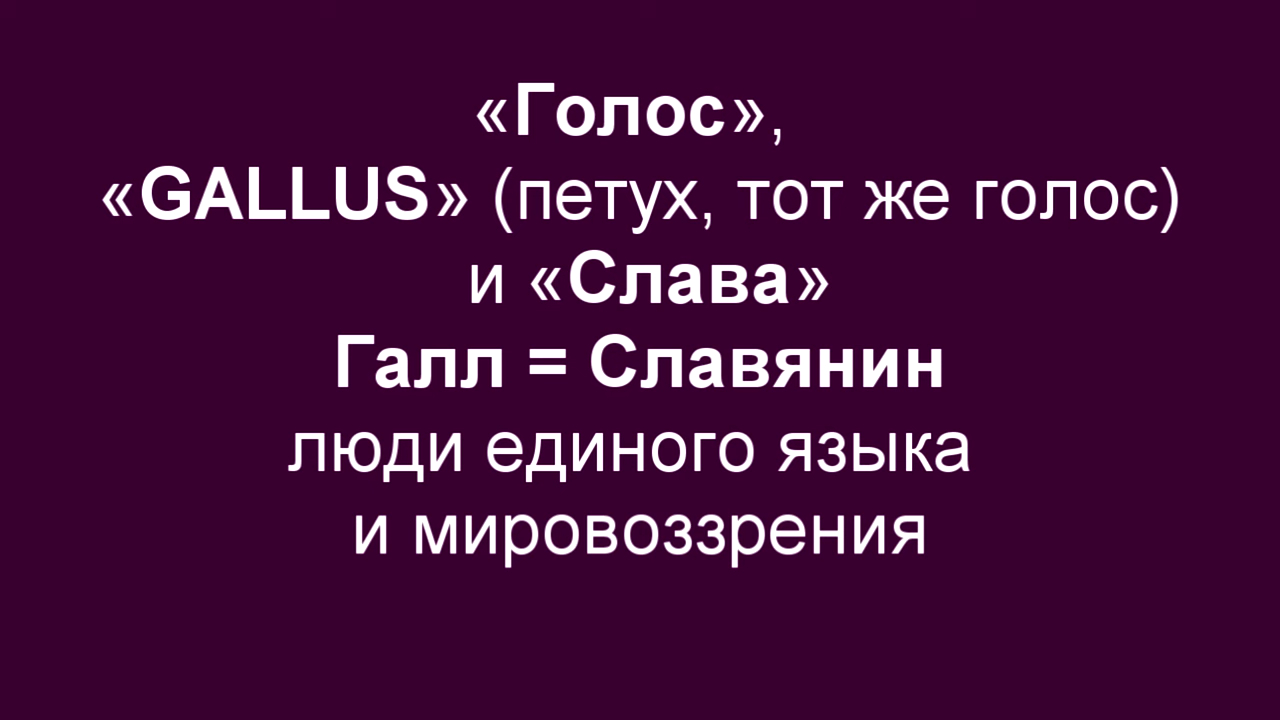 «Голос»,
«GALLUS» (петух, тот же голос)
и «Слава»
Галл = Славянин
люди единого языка
и мировоззрения